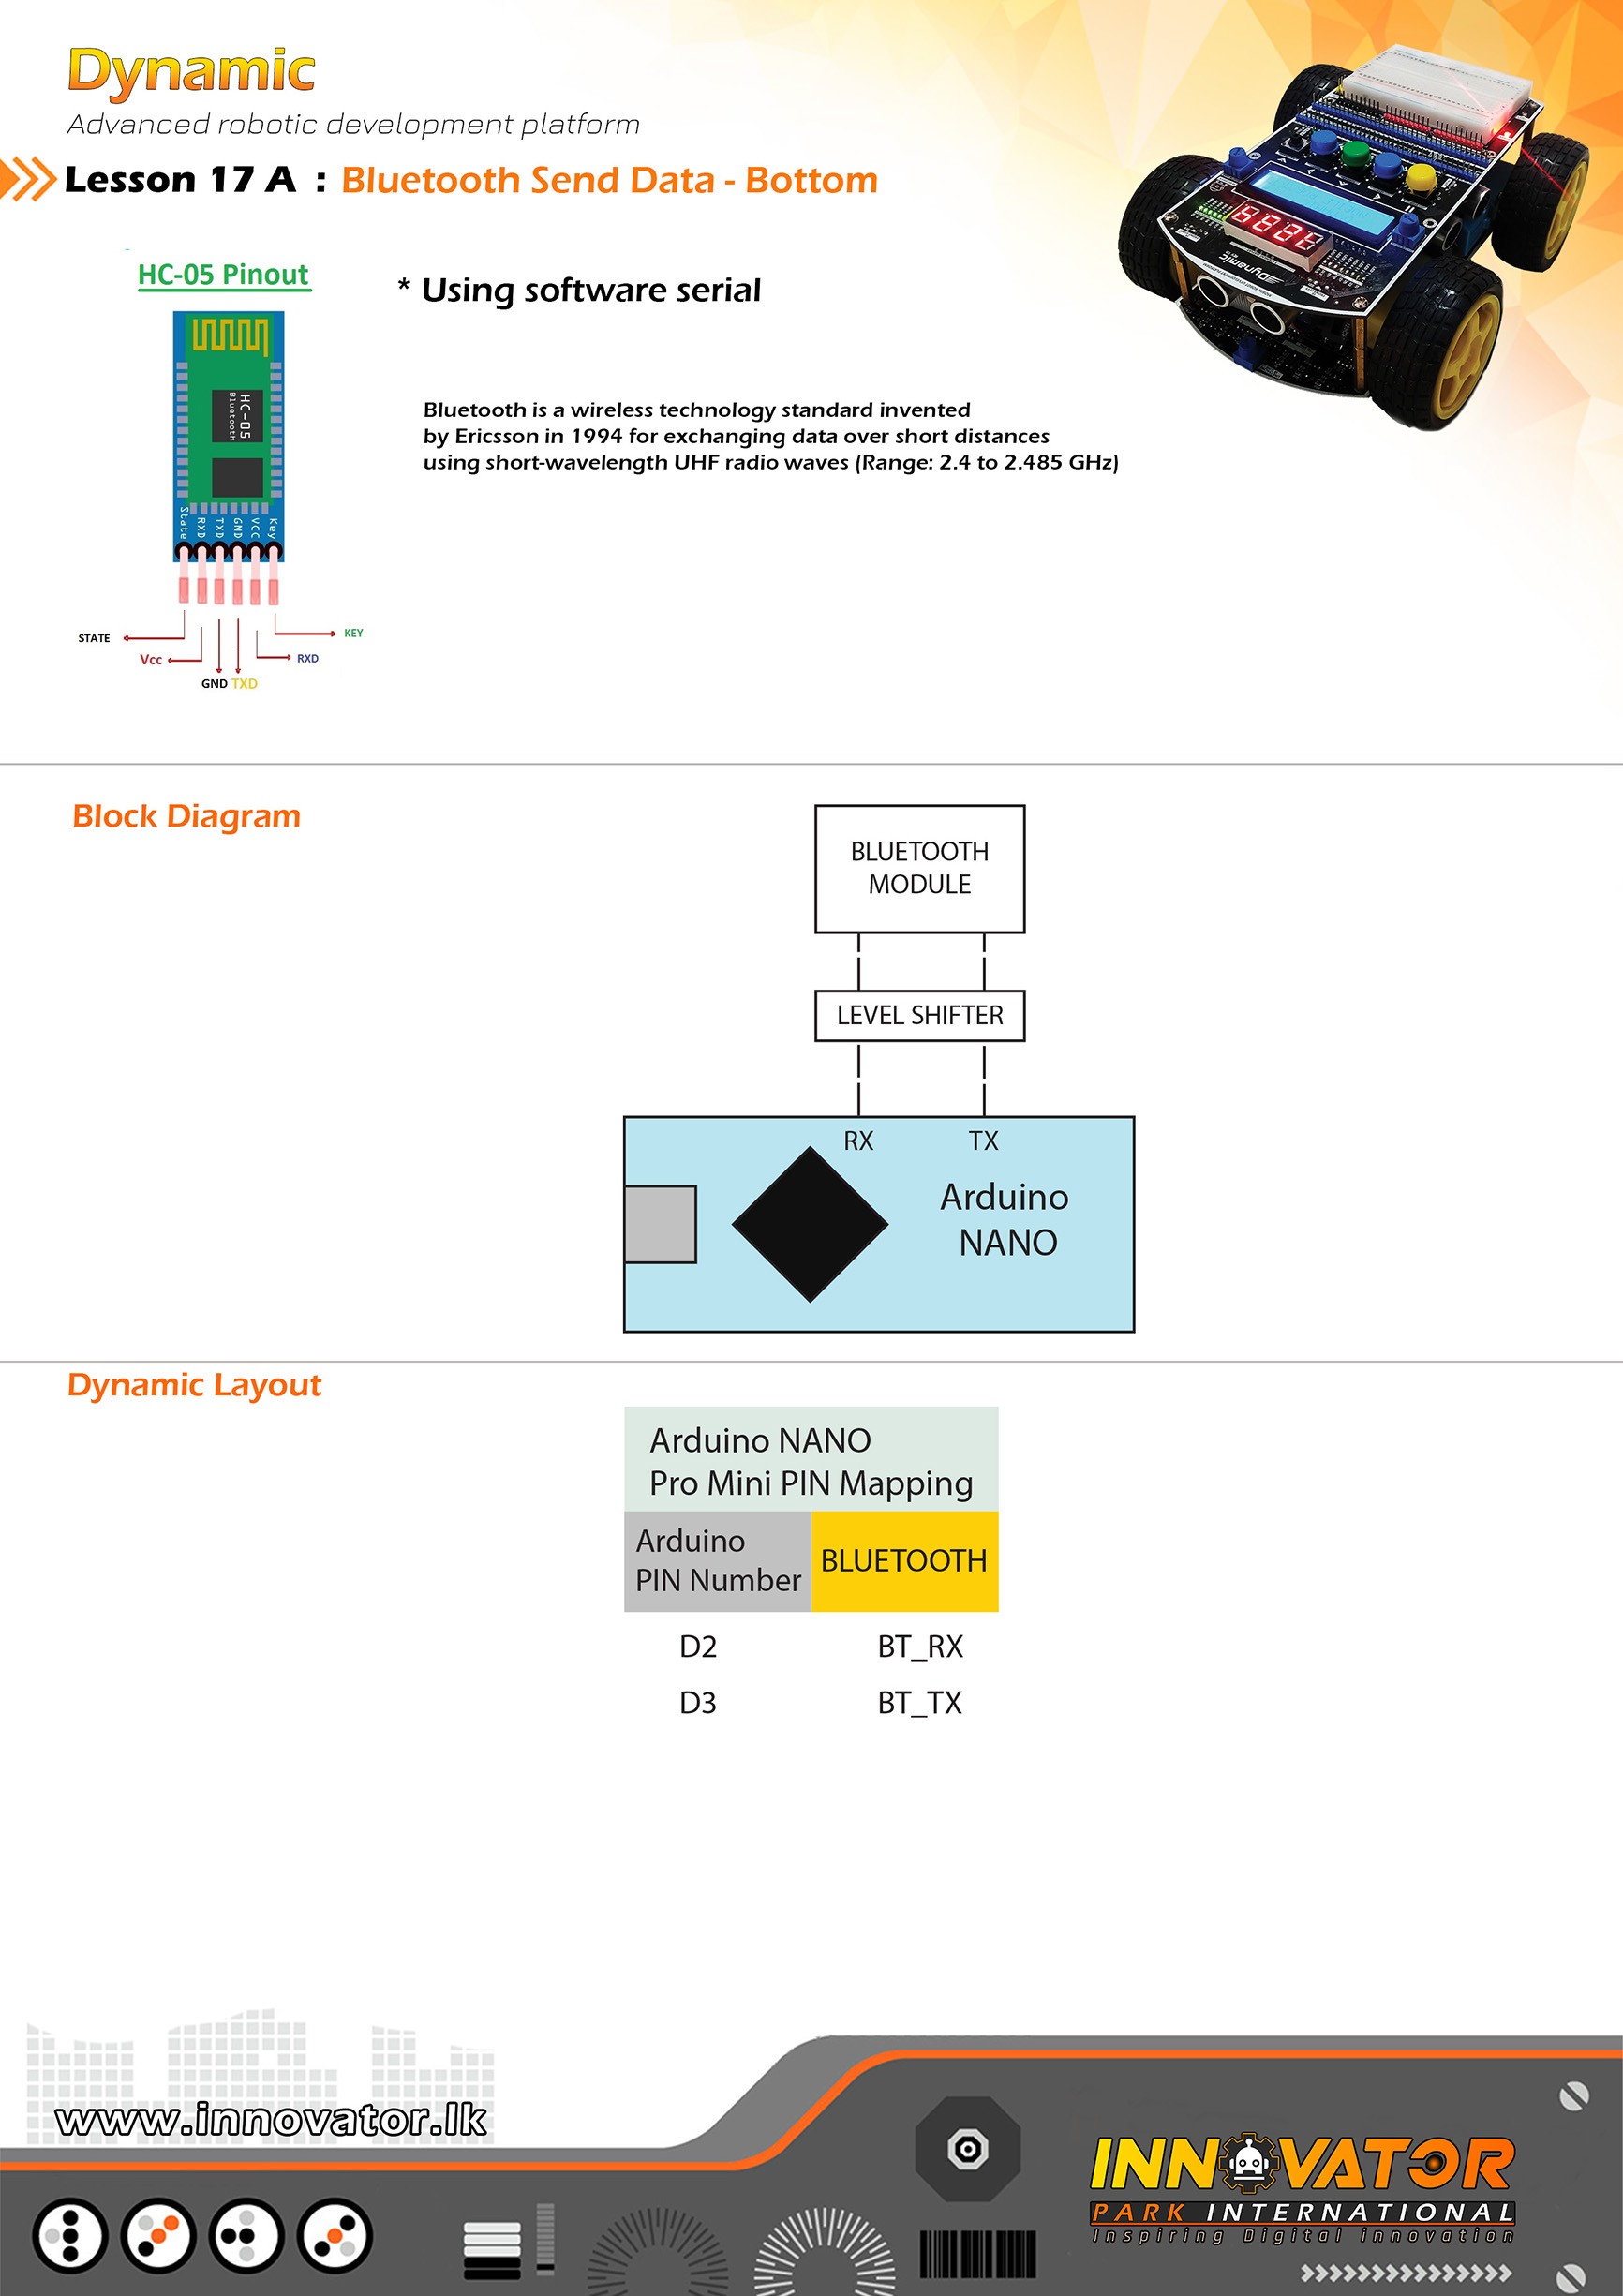 Dynamic
Advanced robotic development platform
Lesson 17 A : Bluetooth Send Data - Bottom
HC-05 Pinout
* Using software serial
HC-05
Bluetooth
Bluetooth is a wireless technology standard invented
by Ericsson in 1994 for exchanging data over short distances
using short-wavelength UHF radio waves (Range: 2.4 to 2.485 GHz)
State
RXD
TXD
GND
VCC
Key
STATE
KEY
Vcc
RXD
GND TXD
Block Diagram
BLUETOOTH
MODULE
LEVEL SHIFTER
RX TX
Arduino
NANO
Dynamic Layout
Arduino NANO
Pro Mini PIN Mapping
Arduino
PIN Number
BLUETOOTH
D2 BT_RX
D3 BT_TX
www.innovator.lk
INNOVATOR
PARK INTERNATIONAL
Inspiring Digital innovation